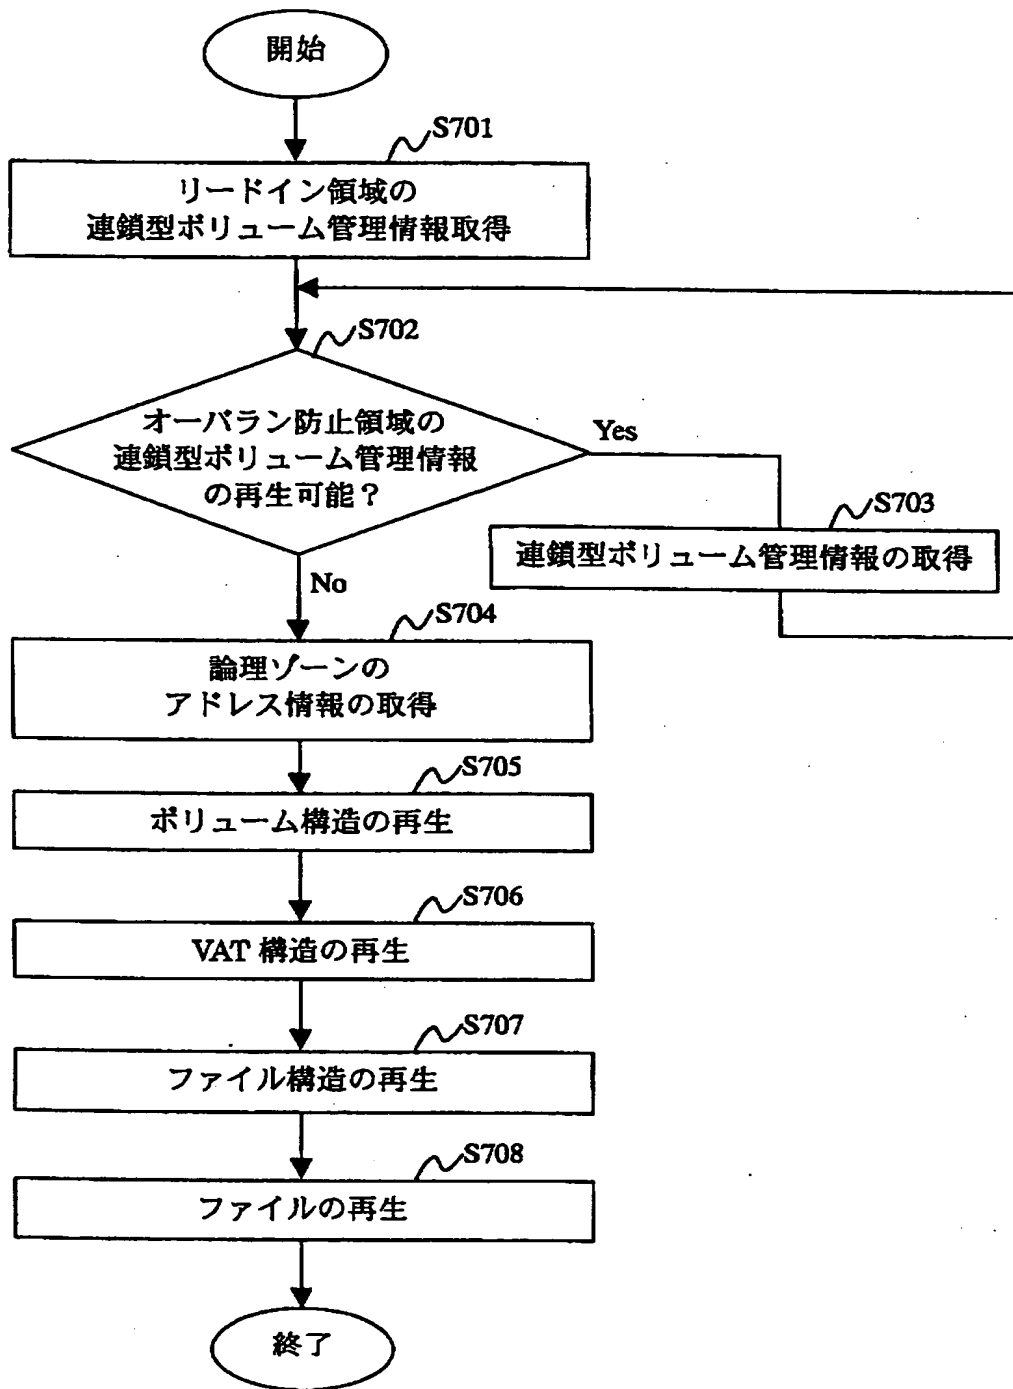 開始
S701
リードイン領域の
連鎖型ボリューム管理情報取得
S702
オーバラン防止領域の
連鎖型ボリューム管理情報
の再生可能？
Yes
S703
連鎖型ボリューム管理情報の取得
No
S704
論理ゾーンの
アドレス情報の取得
S705
ボリューム構造の再生
S706
VAT 構造の再生
S707
ファイル構造の再生
S708
ファイルの再生
終了